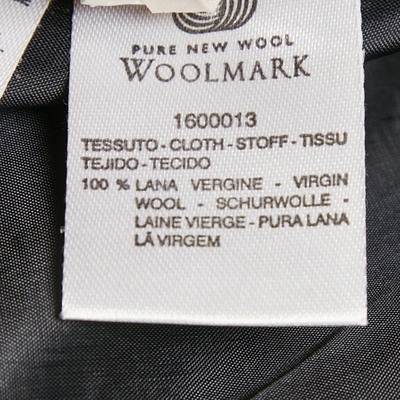 PURE NEW WOOL
WOOLMARK
1600013
TESSUTO-CLOTH-STOFF-TISSU
TEJIDO-TECIDO
100 % LANA VERGINE - VIRGIN
WOOL - SCHURWOLLE -
LAINE VIERGE - PURA LANA
LÃ VIRGEM